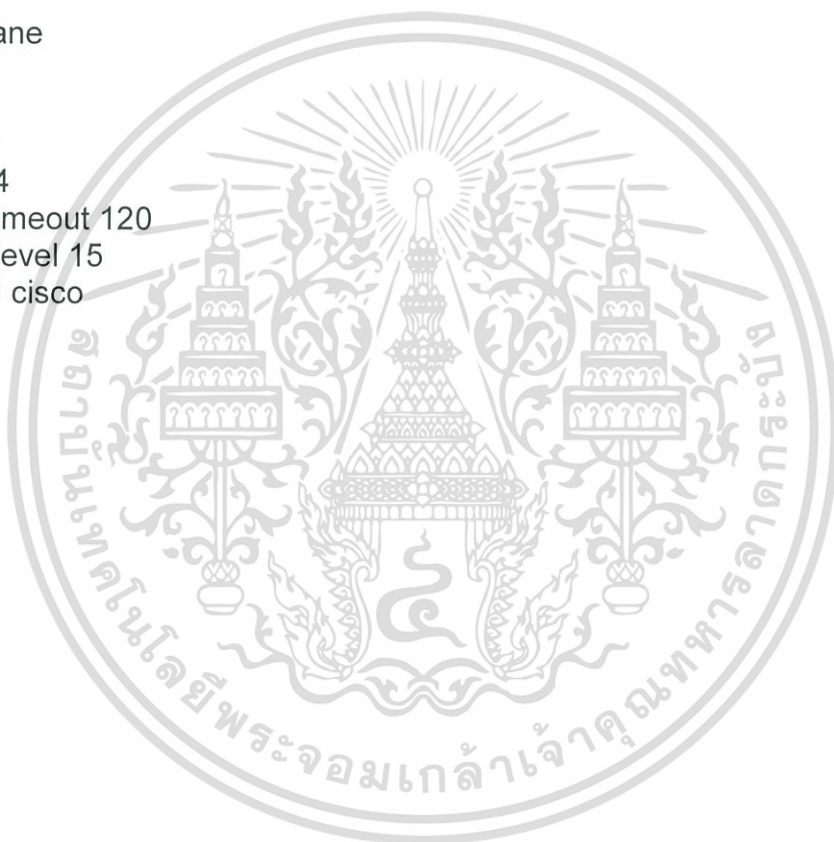 ane
4
meout 120
evel 15
cisco
สถาบันเทคโนโลยีพระจอมเกล้าเจ้าคุณทหารลาดกระบัง